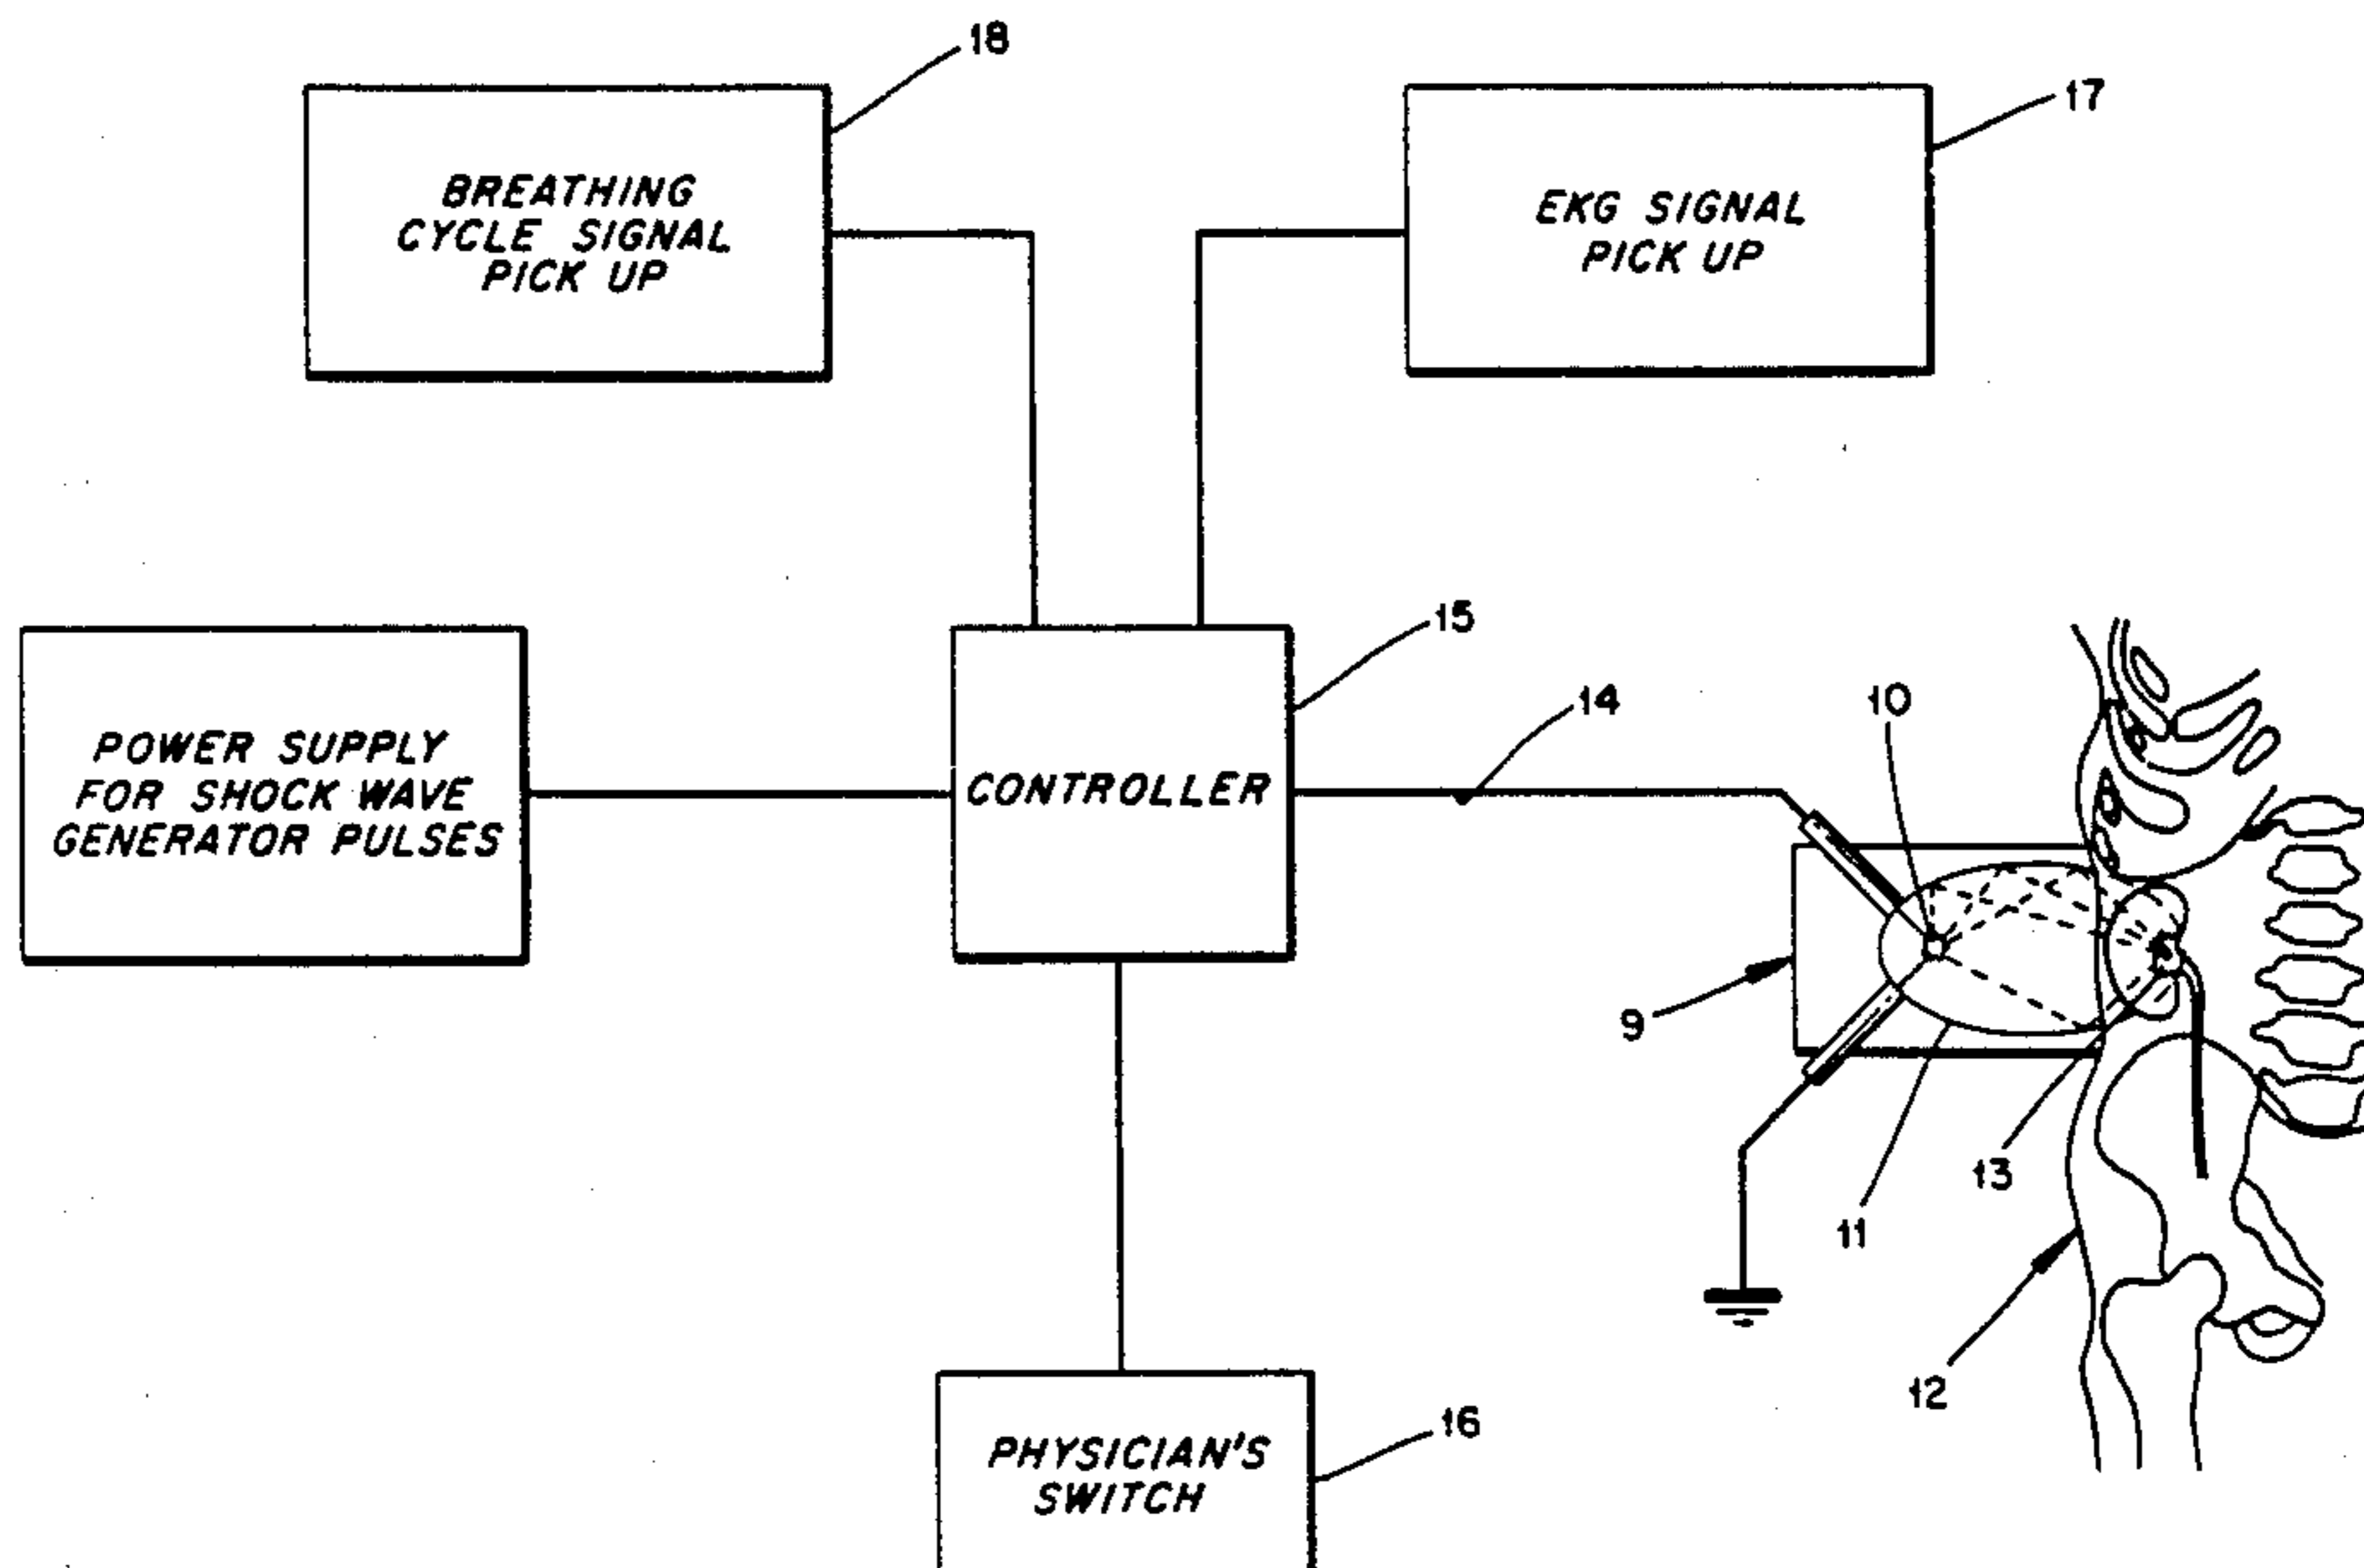 18
17
BREATHING
CYCLE SIGNAL
PICK UP
EKG SIGNAL
PICK UP
15
14
10
POWER SUPPLY
FOR SHOCK WAVE
GENERATOR PULSES
CONTROLLER
9
13
11
12
16
PHYSICIAN'S
SWITCH